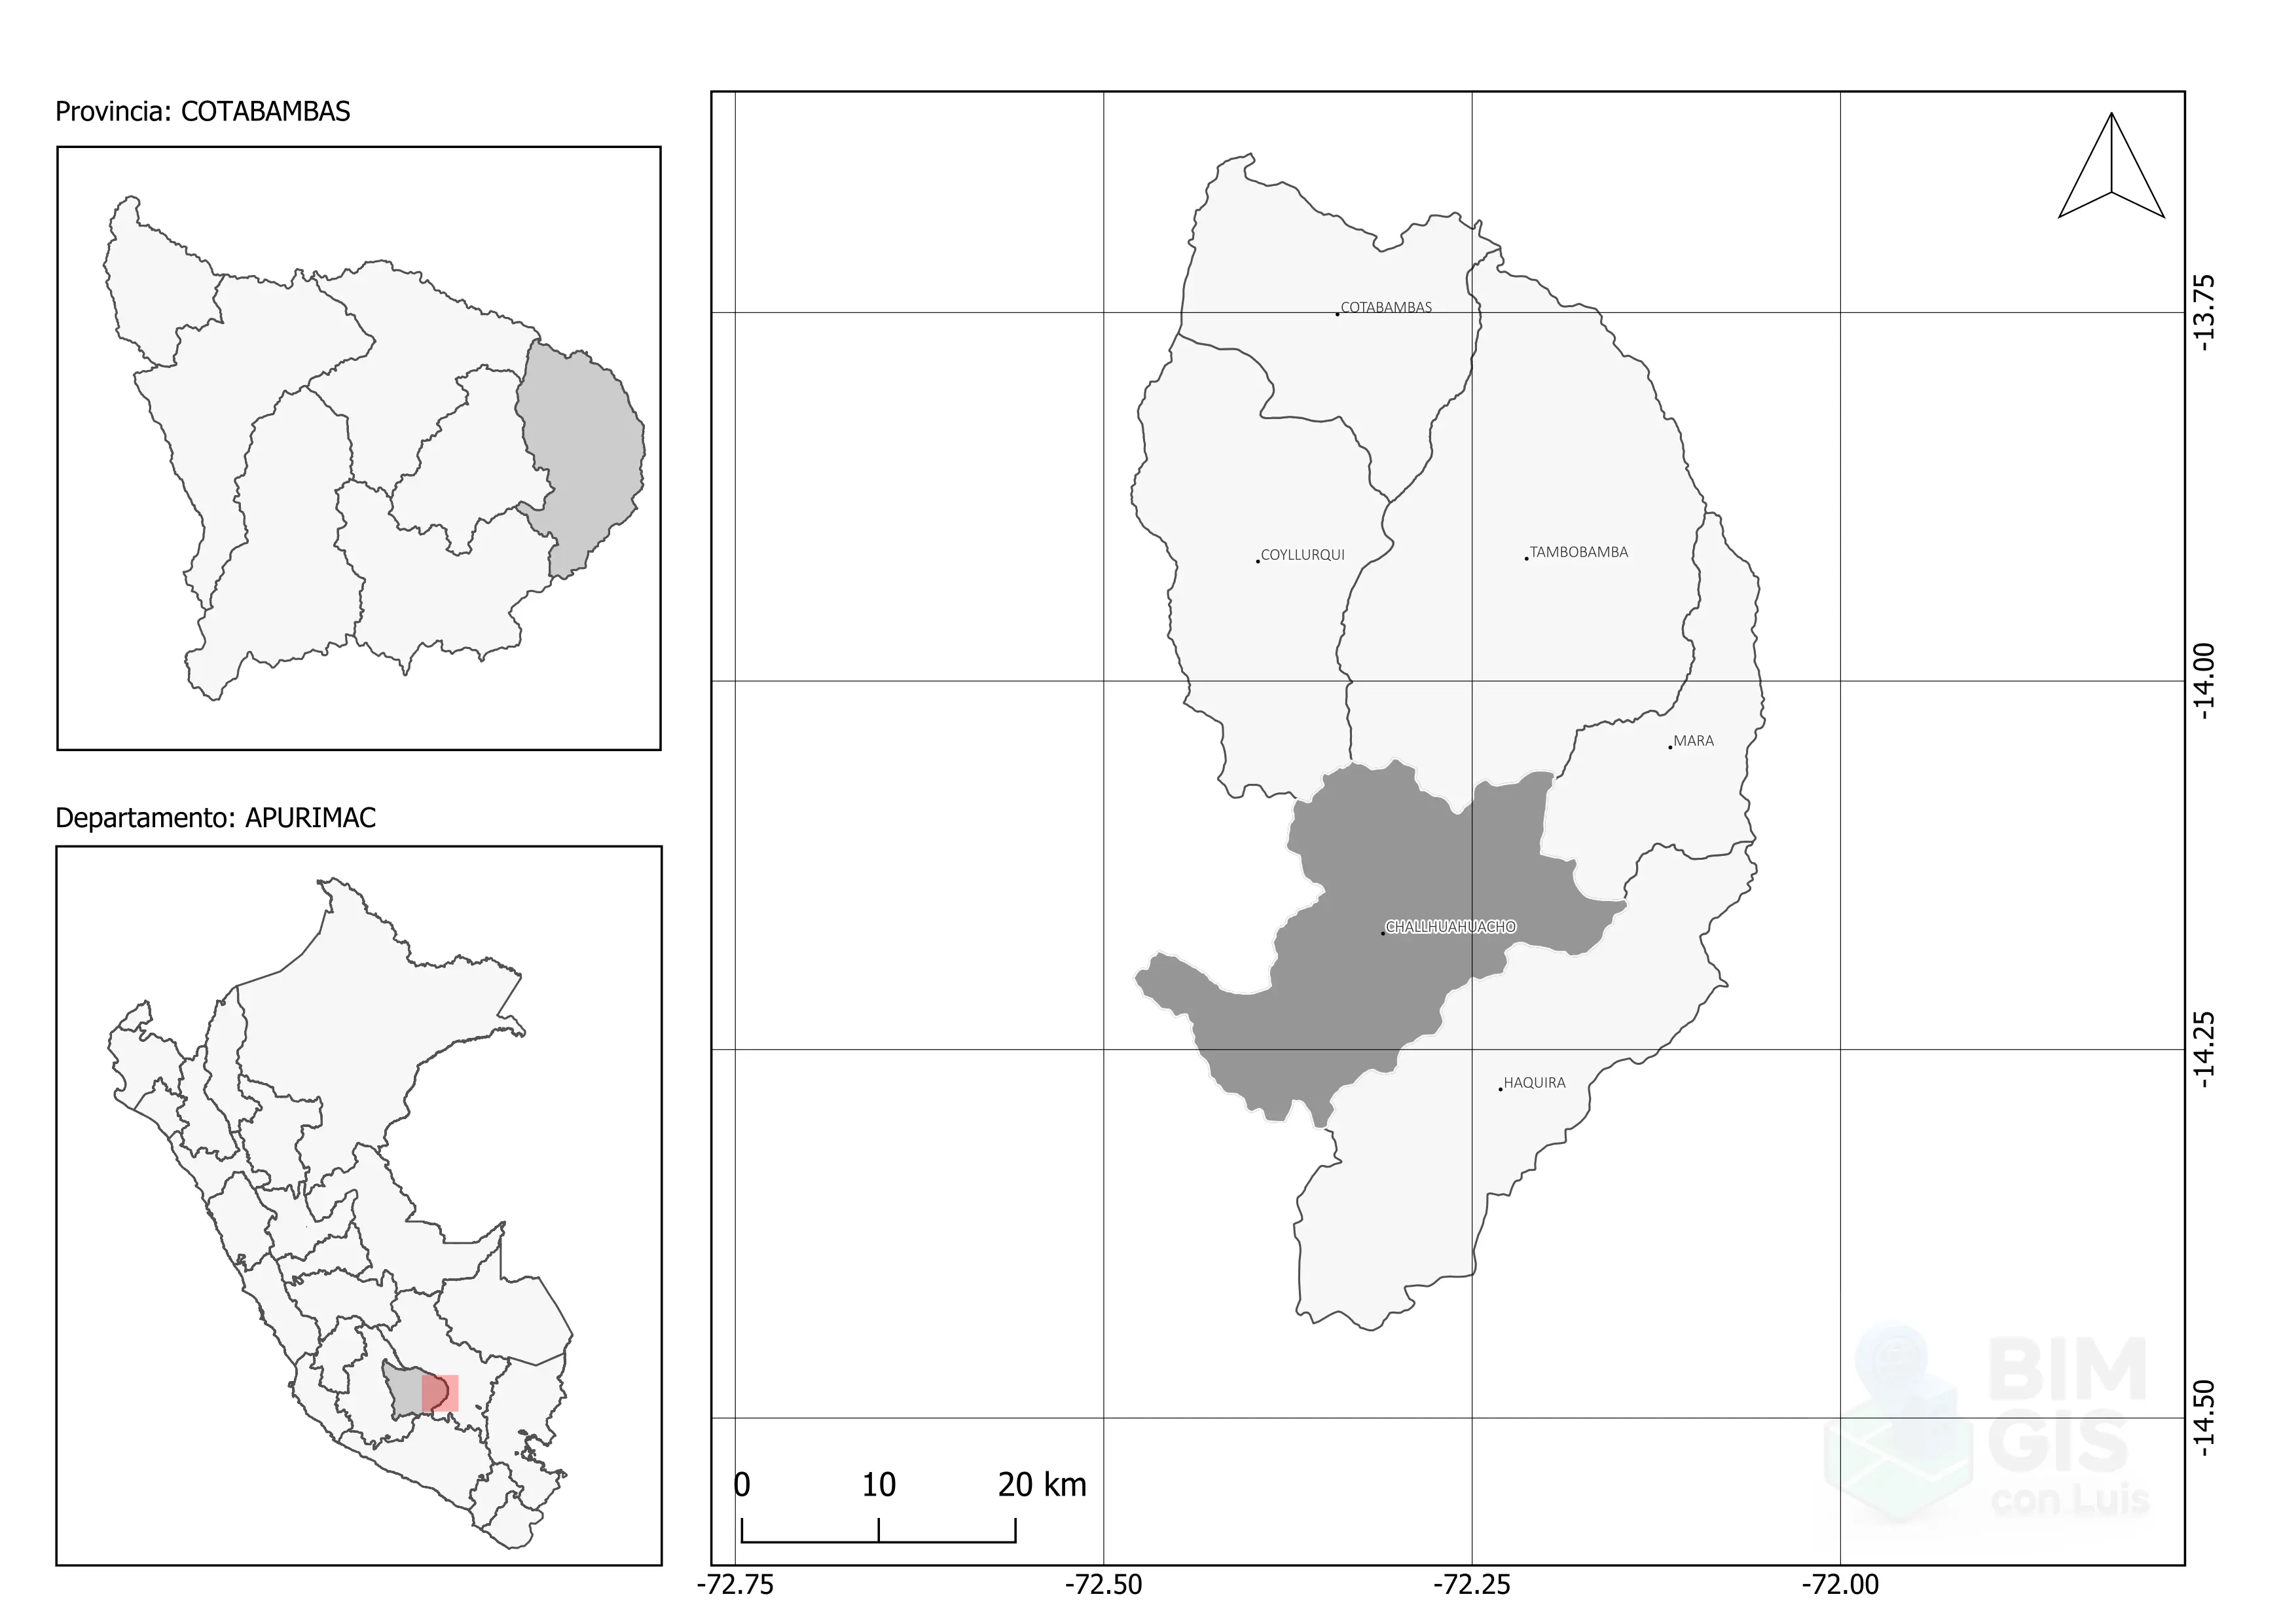 Provincia: COTABAMBAS
Departamento: APURIMAC
COTABAMBAS
COYLLURQUI
TAMBOBAMBA
MARA
CHALLHUAHUACHO
HAQUIRA
-13.75
-14.00
-14.25
-14.50
0 10 20 km
-72.75 -72.50 -72.25 -72.00
BIM
GIS
con Luis